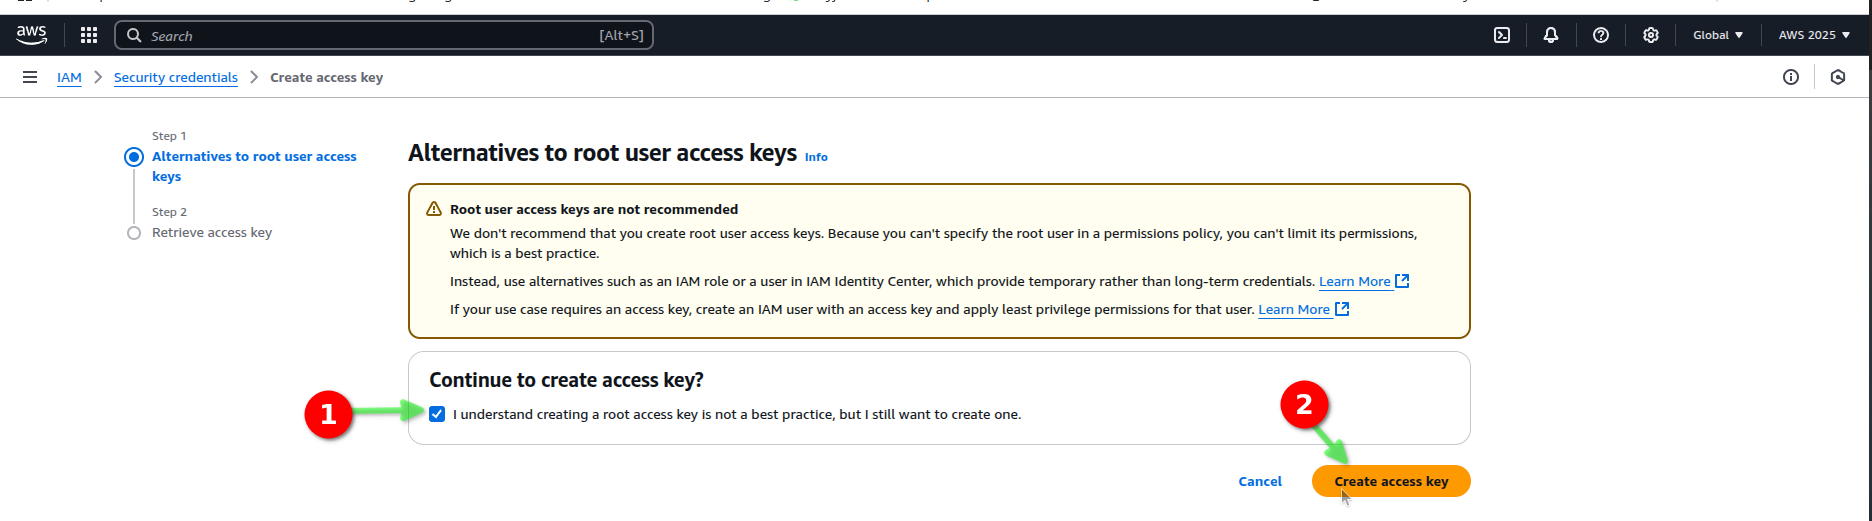 aws
Search
[Alt+S]
Global
AWS 2025
IAM
Security credentials
Create access key
Step 1
Alternatives to root user access
keys
Step 2
Retrieve access key
Alternatives to root user access keys Info
Root user access keys are not recommended
We don't recommend that you create root user access keys. Because you can't specify the root user in a permissions policy, you can't limit its permissions,
which is a best practice.
Instead, use alternatives such as an IAM role or a user in IAM Identity Center, which provide temporary rather than long-term credentials. Learn More
If your use case requires an access key, create an IAM user with an access key and apply least privilege permissions for that user. Learn More
Continue to create access key?
1
I understand creating a root access key is not a best practice, but I still want to create one.
2
Cancel
Create access key